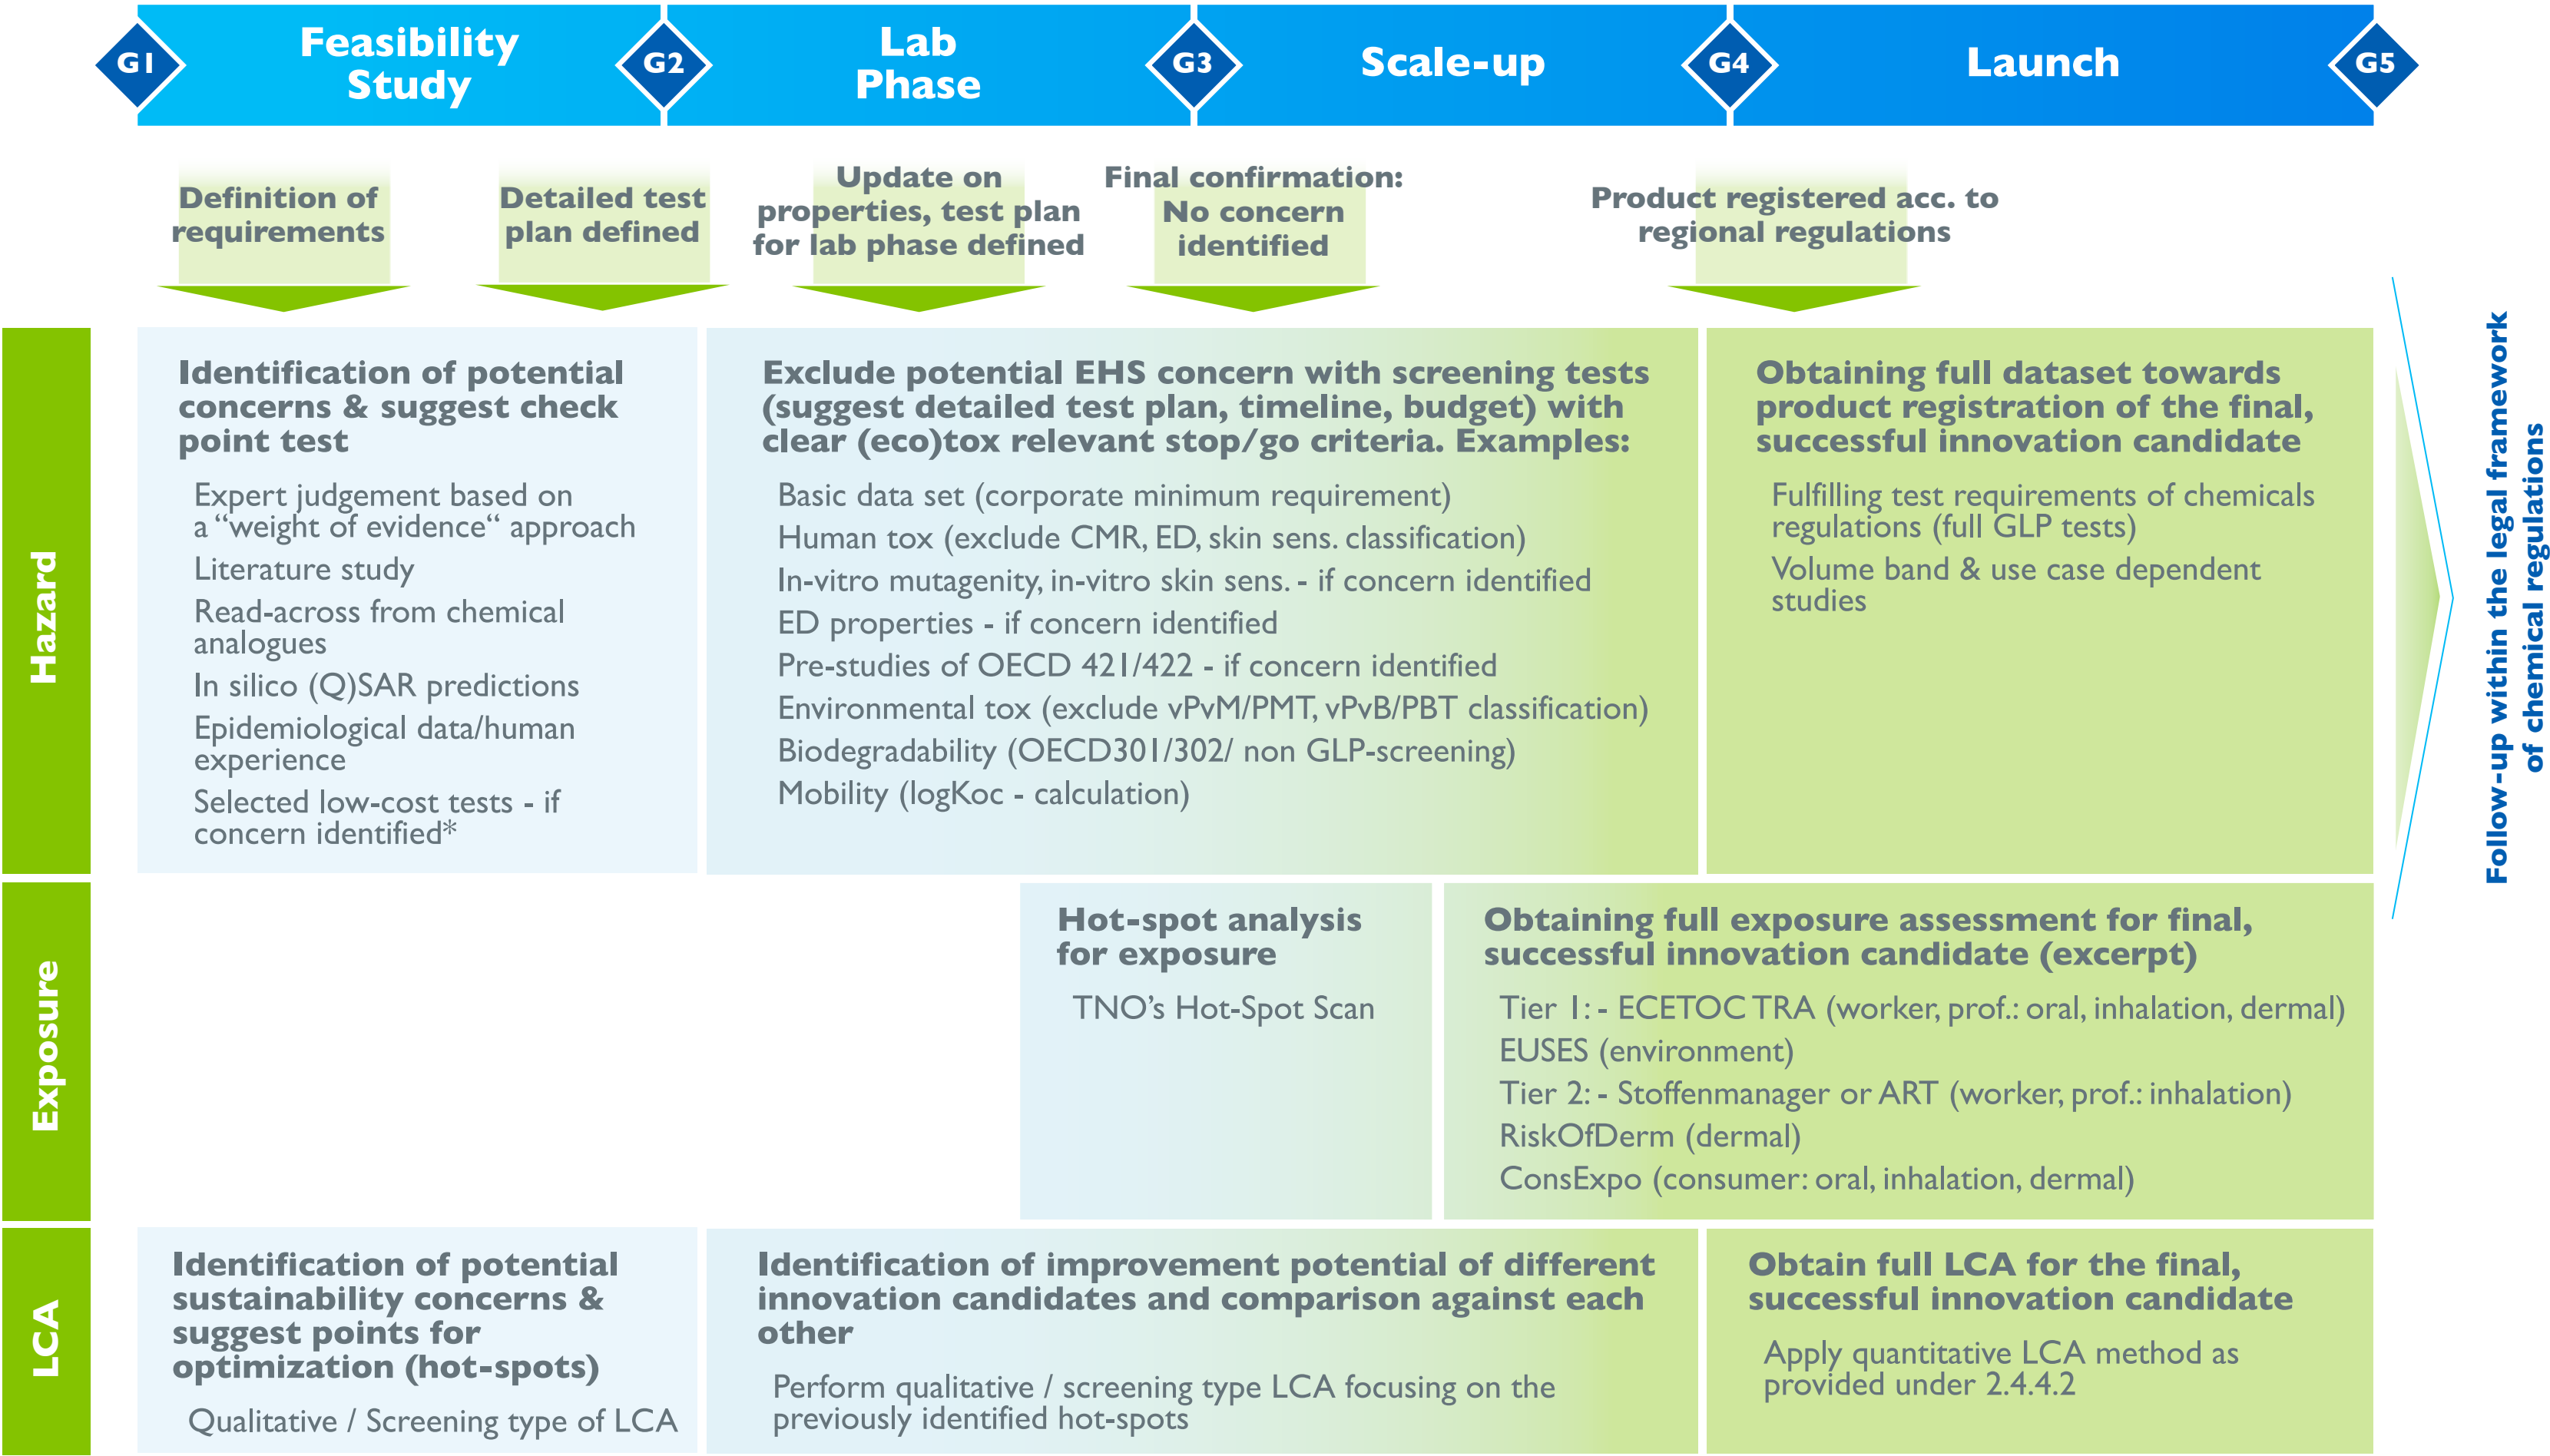 G1
Feasibility
Study
G2
Lab
Phase
G3
Scale-up
G4
Launch
G5
Definition of
requirements
Detailed test
plan defined
Update on
properties, test plan
for lab phase defined
Final confirmation:
No concern
identified
Product registered acc. to
regional regulations
Hazard
Identification of potential
concerns & suggest check
point test
Expert judgement based on
a “weight of evidence“ approach
Literature study
Read-across from chemical
analogues
In silico (Q)SAR predictions
Epidemiological data/human
experience
Selected low-cost tests - if
concern identified*
Exclude potential EHS concern with screening tests
(suggest detailed test plan, timeline, budget) with
clear (eco)tox relevant stop/go criteria. Examples:
Basic data set (corporate minimum requirement)
Human tox (exclude CMR, ED, skin sens. classification)
In-vitro mutagenity, in-vitro skin sens. - if concern identified
ED properties - if concern identified
Pre-studies of OECD 421/422 - if concern identified
Environmental tox (exclude vPvM/PMT, vPvB/PBT classification)
Biodegradability (OECD301/302/ non GLP-screening)
Mobility (logKoc - calculation)
Obtaining full dataset towards
product registration of the final,
successful innovation candidate
Fulfilling test requirements of chemicals
regulations (full GLP tests)
Volume band & use case dependent
studies
Follow-up within the legal framework
of chemical regulations
Exposure
Hot-spot analysis
for exposure
TNO’s Hot-Spot Scan
Obtaining full exposure assessment for final,
successful innovation candidate (excerpt)
Tier 1: - ECETOC TRA (worker, prof.: oral, inhalation, dermal)
EUSES (environment)
Tier 2: - Stoffenmanager or ART (worker, prof.: inhalation)
RiskOfDerm (dermal)
ConsExpo (consumer: oral, inhalation, dermal)
LCA
Identification of potential
sustainability concerns &
suggest points for
optimization (hot-spots)
Qualitative / Screening type of LCA
Identification of improvement potential of different
innovation candidates and comparison against each
other
Perform qualitative / screening type LCA focusing on the
previously identified hot-spots
Obtain full LCA for the final,
successful innovation candidate
Apply quantitative LCA method as
provided under 2.4.4.2